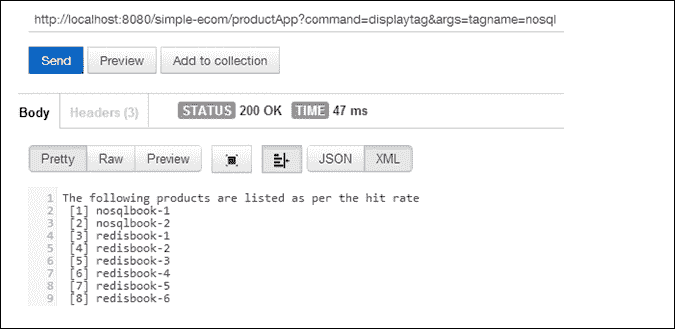 http://localhost:8080/simple-ecom/productApp?command=displaytag&args=tagname=nosql
Send Preview Add to collection
Body Headers (3) STATUS 200 OK TIME 47 ms
Pretty Raw Preview JSON XML
1 The following products are listed as per the hit rate
2 [1] nosqlbook-1
3 [2] nosqlbook-2
4 [3] redisbook-1
5 [4] redisbook-2
6 [5] redisbook-3
7 [6] redisbook-4
8 [7] redisbook-5
9 [8] redisbook-6